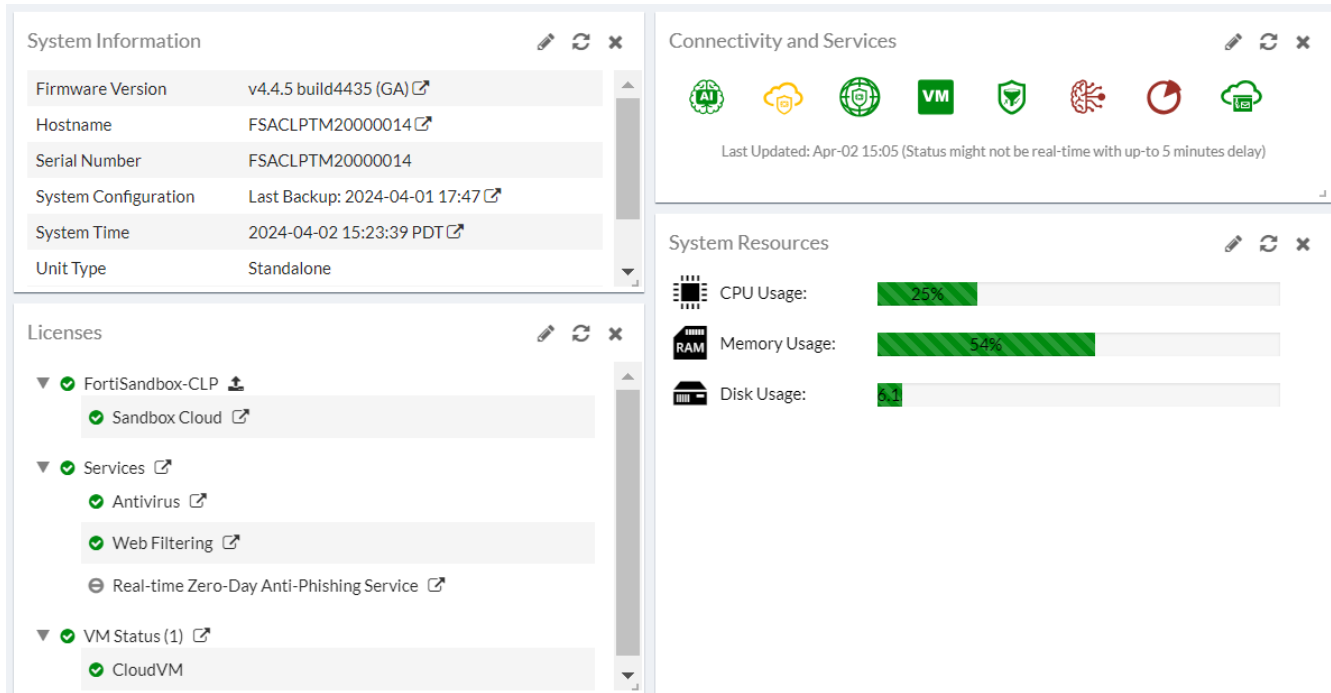 System Information
Firmware Version v4.4.5 build4435 (GA)
Hostname FSACLPTM20000014
Serial Number FSACLPTM20000014
System Configuration Last Backup: 2024-04-01 17:47
System Time 2024-04-02 15:23:39 PDT
Unit Type Standalone
Licenses
FortiSandbox-CLP
Sandbox Cloud
Services
Antivirus
Web Filtering
Real-time Zero-Day Anti-Phishing Service
VM Status (1)
CloudVM
Connectivity and Services
AI VM
Last Updated: Apr-02 15:05 (Status might not be real-time with up-to 5 minutes delay)
System Resources
CPU Usage: 25%
RAM Memory Usage: 54%
Disk Usage: 6.1